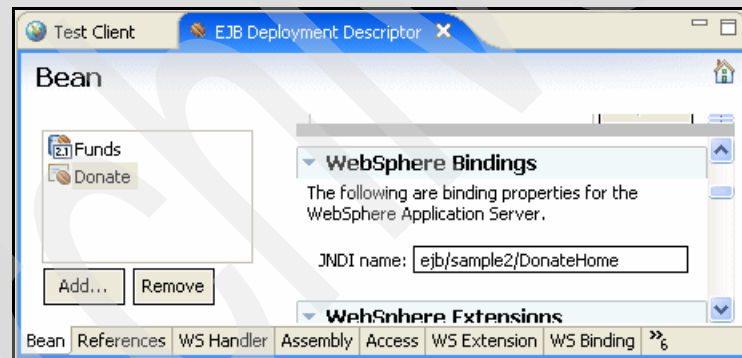 Test Client
EJB Deployment Descriptor
Bean
2.1 Funds
Donate
WebSphere Bindings
The following are binding properties for the
WebSphere Application Server.
JNDI name: ejb/sample2/DonateHome
Add... Remove
WebSphere Extensions
Bean References WS Handler Assembly Access WS Extension WS Binding »6